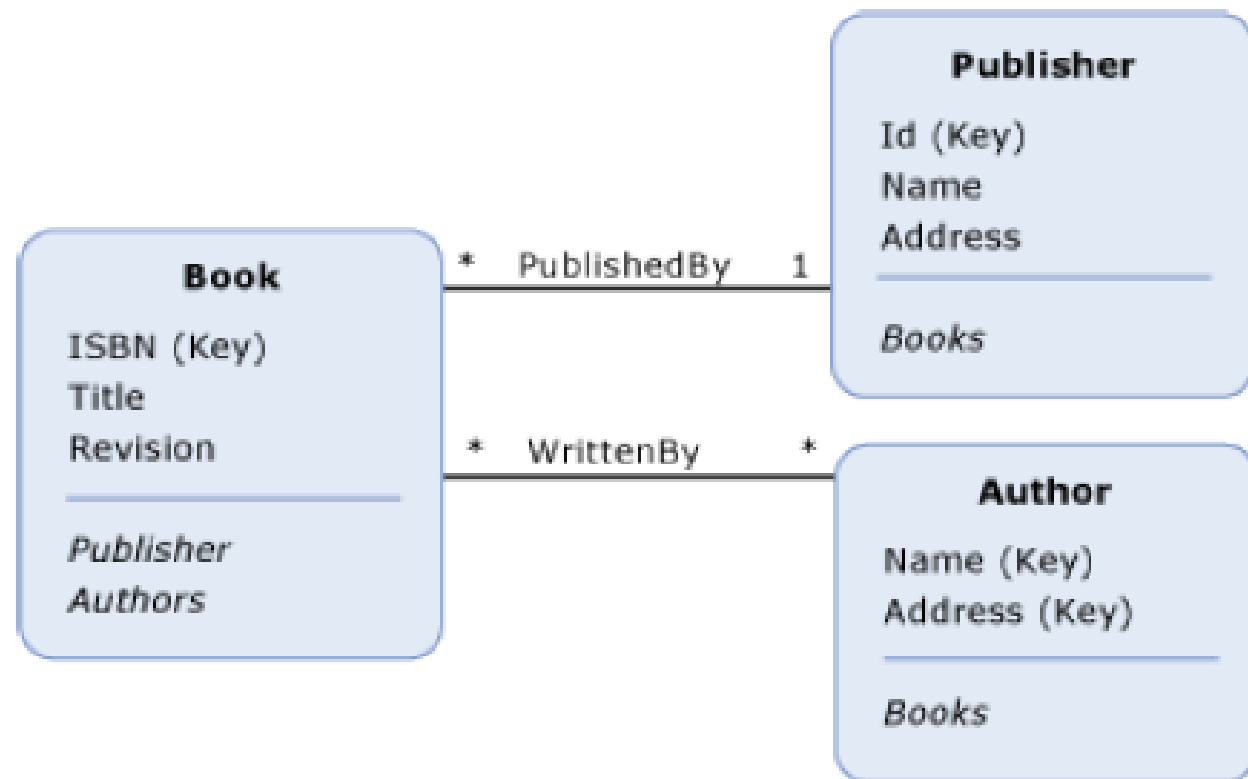 Publisher
Id (Key)
Name
Address
Books
Book
ISBN (Key)
Title
Revision
Publisher
Authors
* PublishedBy 1
* WrittenBy *
Author
Name (Key)
Address (Key)
Books